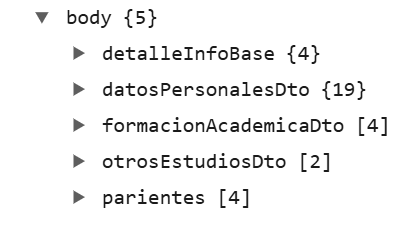 body {5}
detalleInfoBase {4}
datosPersonalesDto {19}
formacionAcademicaDto [4]
otrosEstudiosDto [2]
parientes [4]